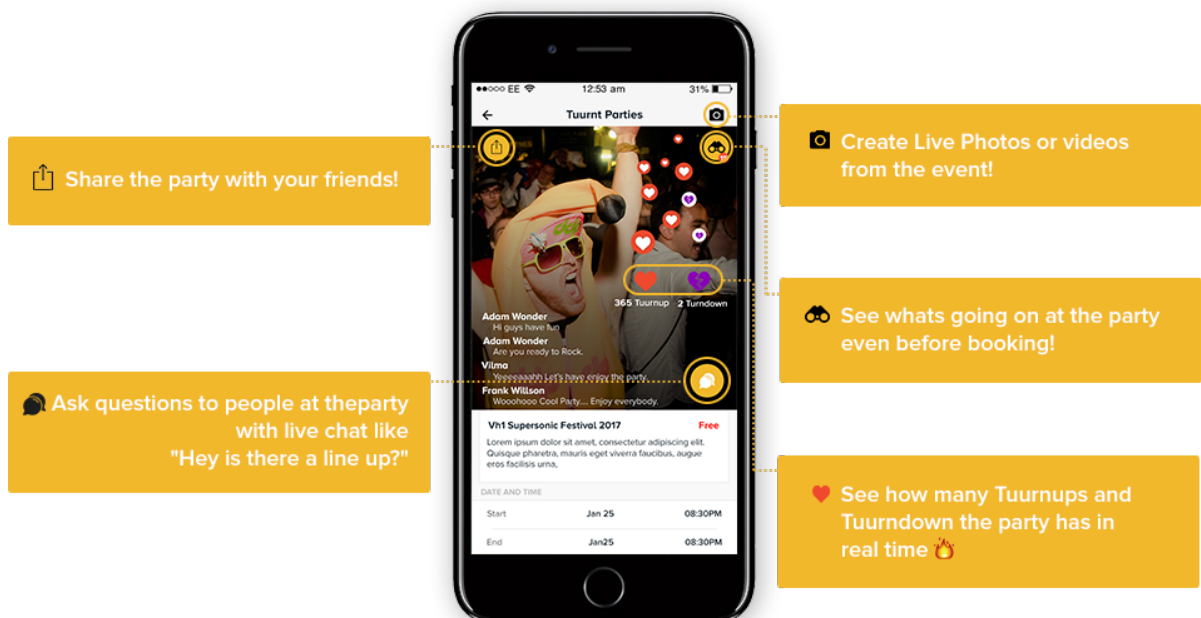 Share the party with your friends!
Ask questions to people at theparty
with live chat like
"Hey is there a line up?"
EE 12:53 am 31%
Tuurnt Parties
365 Tuurnup 2 Turndown
Adam Wonder
Hi guys have fun
Adam Wonder
Are you ready to Rock.
Vilma
Yeeeeaaahh Let's have enjoy the party.
Frank Willson
Wooohooo Cool Party.... Enjoy everybody.
Vh1 Supersonic Festival 2017 Free
Lorem ipsum dolor sit amet, consectetur adipiscing elit.
Quisque pharetra, mauris eget viverra faucibus, augue
eros facilisis urna,
DATE AND TIME
Start Jan 25 08:30PM
End Jan25 08:30PM
Create Live Photos or videos
from the event!
See whats going on at the party
even before booking!
See how many Tuurnups and
Tuurndown the party has in
real time